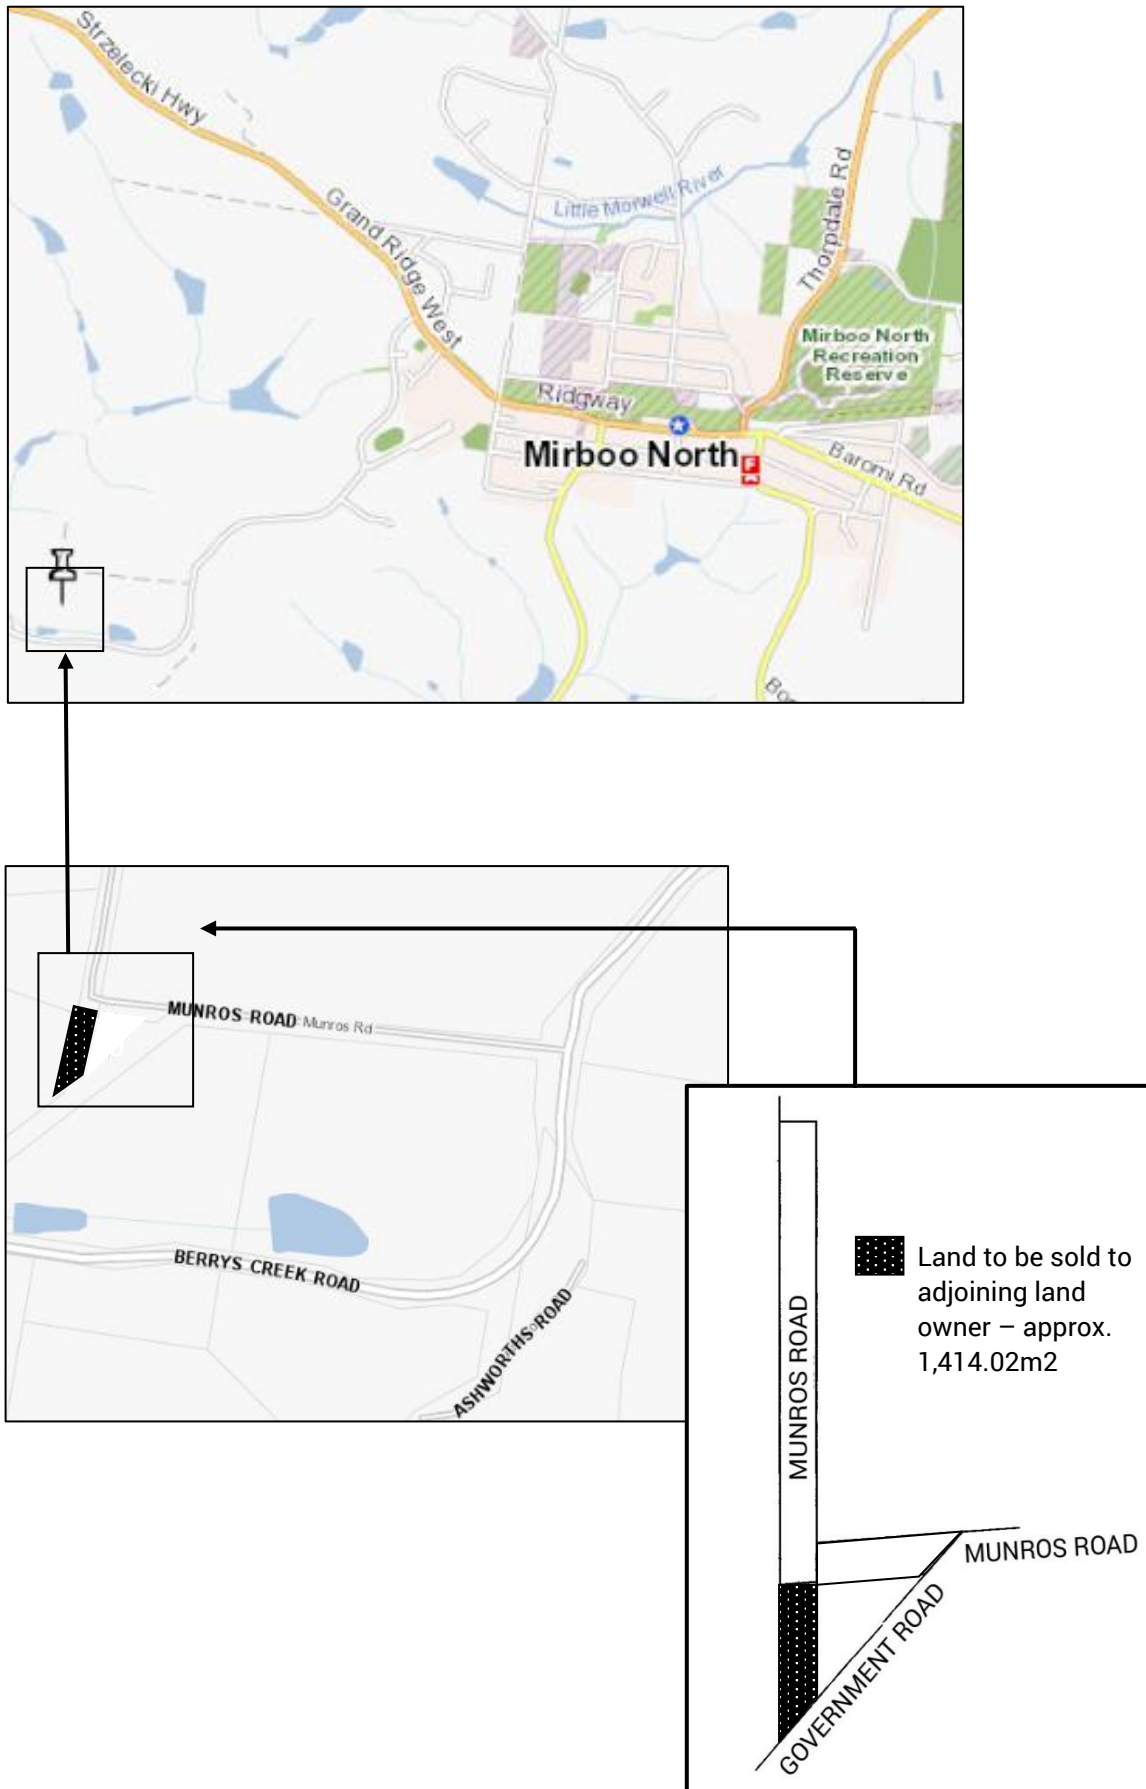 Strzelecki Hwy
Grand Ridge West
Little Morwell River
Thorpdale Rd
Mirboo North
Recreation
Reserve
Ridgway
Mirboo North
F
Baromi Rd
MUNROS ROAD Munros Rd
BERRYS CREEK ROAD
ASHWORTHS ROAD
MUNROS ROAD
Land to be sold to
adjoining land
owner – approx.
1,414.02m2
MUNROS ROAD
GOVERNMENT ROAD